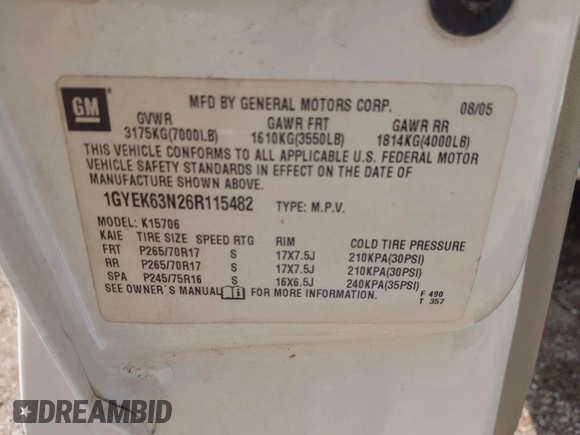 GM
MFD BY GENERAL MOTORS CORP. 08/05
GVWR GAWR FRT GAWR RR
3175KG(7000LB) 1610KG(3550LB) 1814KG(4000LB)
THIS VEHICLE CONFORMS TO ALL APPLICABLE U.S. FEDERAL MOTOR
VEHICLE SAFETY STANDARDS IN EFFECT ON THE DATE OF
MANUFACTURE SHOWN ABOVE.
1GYEK63N26R115482 TYPE: M.P.V.
MODEL: K15706
KAIE TIRE SIZE SPEED RTG RIM COLD TIRE PRESSURE
FRT P265/70R17 S 17X7.5J 210KPA(30PSI)
RR P265/70R17 S 17X7.5J 210KPA(30PSI)
SPA P245/75R16 S 16X6.5J 240KPA(35PSI)
SEE OWNER'S MANUAL FOR MORE INFORMATION.
F 490
T 357
DREAMBID